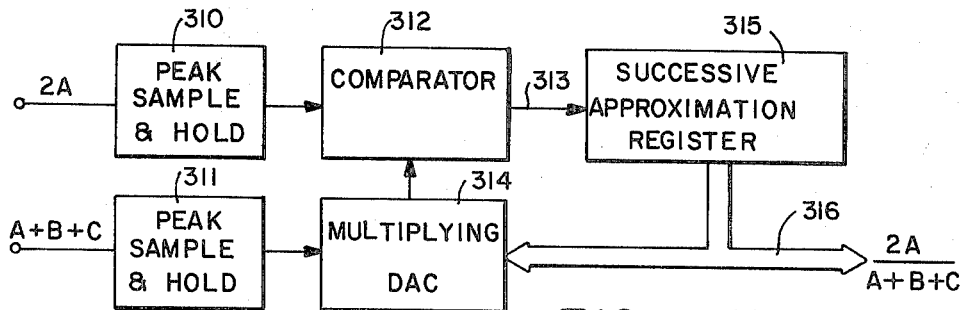 310
312
315
2A
PEAK
SAMPLE
& HOLD
COMPARATOR
313
SUCCESSIVE
APPROXIMATION
REGISTER
311
314
316
A+B+C
PEAK
SAMPLE
& HOLD
MULTIPLYING
DAC
2A
A+B+C